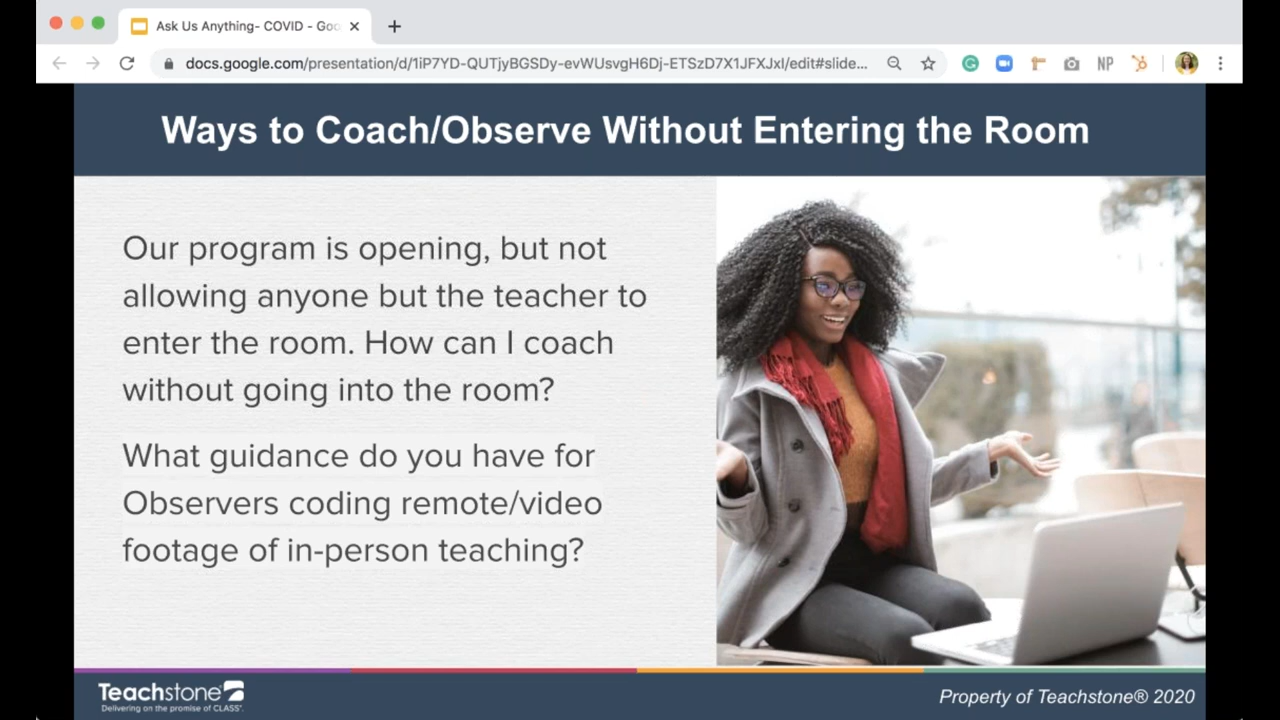 Ask Us Anything- COVID - Goo
docs.google.com/presentation/d/1iP7YD-QUTjyBGSDy-evWUsvgH6Dj-ETSzD7X1JFXJxI/edit#slide...
NP
Ways to Coach/Observe Without Entering the Room
Our program is opening, but not
allowing anyone but the teacher to
enter the room. How can I coach
without going into the room?
What guidance do you have for
Observers coding remote/video
footage of in-person teaching?
Teachstone
Delivering on the promise of CLASS®.
Property of Teachstone® 2020